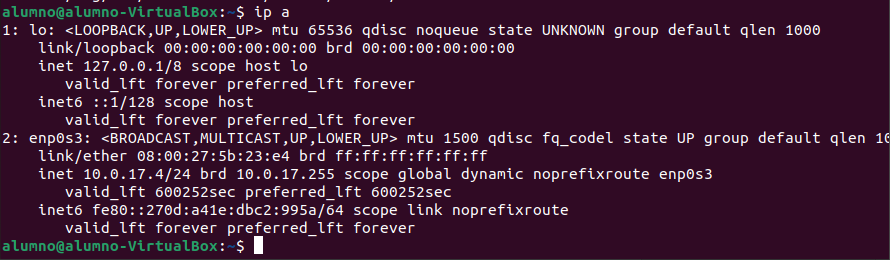 alumno@alumno-VirtualBox:~$ ip a
1: lo: <LOOPBACK,UP,LOWER_UP> mtu 65536 qdisc noqueue state UNKNOWN group default qlen 1000
    link/loopback 00:00:00:00:00:00 brd 00:00:00:00:00:00
    inet 127.0.0.1/8 scope host lo
       valid_lft forever preferred_lft forever
    inet6 ::1/128 scope host
       valid_lft forever preferred_lft forever
2: enp0s3: <BROADCAST,MULTICAST,UP,LOWER_UP> mtu 1500 qdisc fq_codel state UP group default qlen 10
    link/ether 08:00:27:5b:23:e4 brd ff:ff:ff:ff:ff:ff
    inet 10.0.17.4/24 brd 10.0.17.255 scope global dynamic noprefixroute enp0s3
       valid_lft 600252sec preferred_lft 600252sec
    inet6 fe80::270d:a41e:dbc2:995a/64 scope link noprefixroute
       valid_lft forever preferred_lft forever
alumno@alumno-VirtualBox:~$